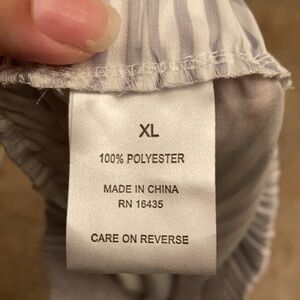 XL
100% POLYESTER
MADE IN CHINA
RN 16435
CARE ON REVERSE